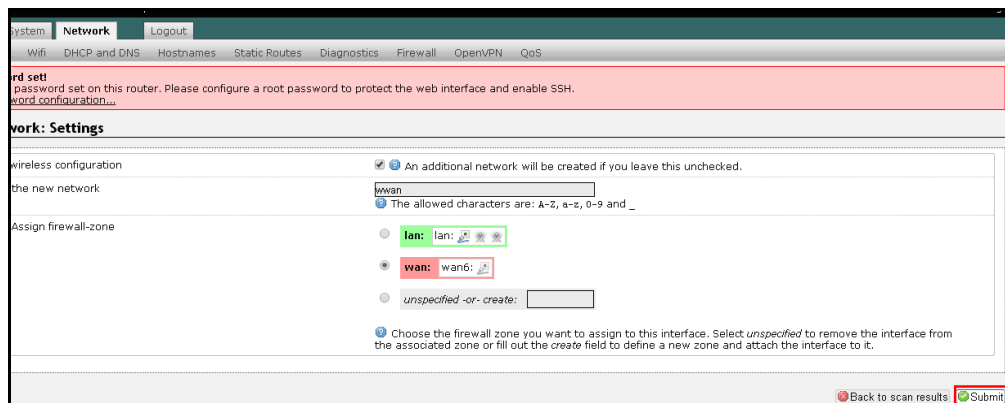 System Network Logout
Wifi DHCP and DNS Hostnames Static Routes Diagnostics Firewall OpenVPN QoS
ord set!
password set on this router. Please configure a root password to protect the web interface and enable SSH.
word configuration...
work: Settings
wireless configuration
An additional network will be created if you leave this unchecked.
the new network
wwan
The allowed characters are: A-Z, a-z, 0-9 and _
Assign firewall-zone
lan: lan:
wan: wan6:
unspecified -or- create:
Choose the firewall zone you want to assign to this interface. Select unspecified to remove the interface from
the associated zone or fill out the create field to define a new zone and attach the interface to it.
Back to scan results Submit